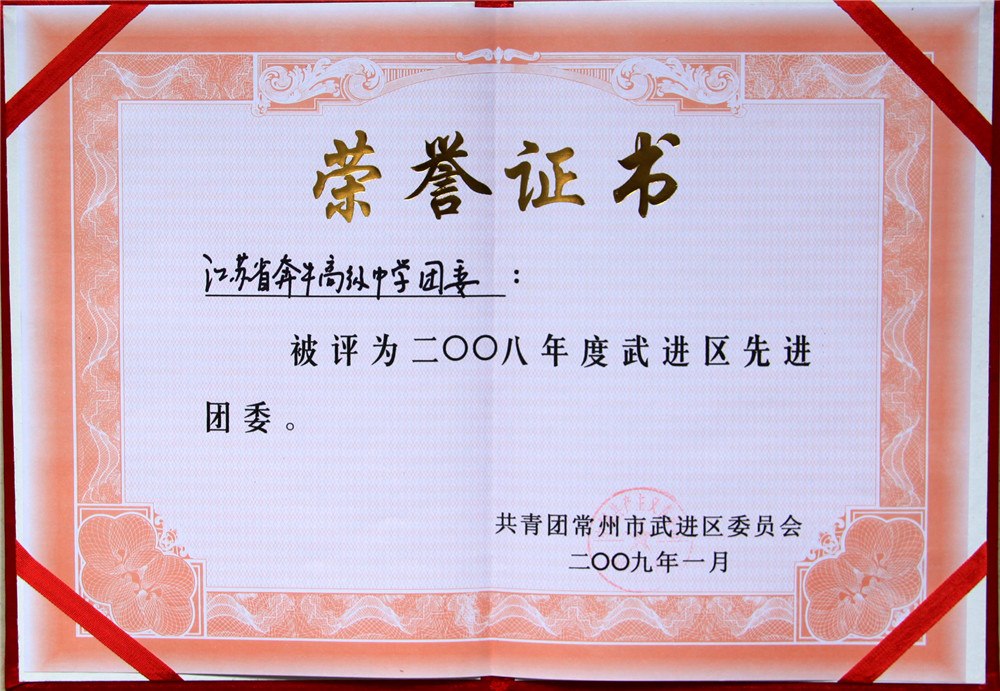 荣誉证书
江苏省奔牛高级中学团委：
被评为二〇〇八年度武进区先进
团委。
共青团常州市武进区委员会
二〇〇九年一月